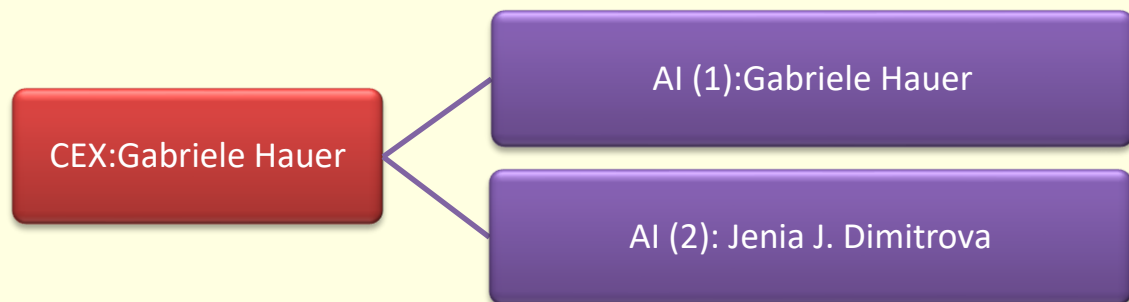 CEX:Gabriele Hauer
AI (1):Gabriele Hauer
AI (2): Jenia J. Dimitrova